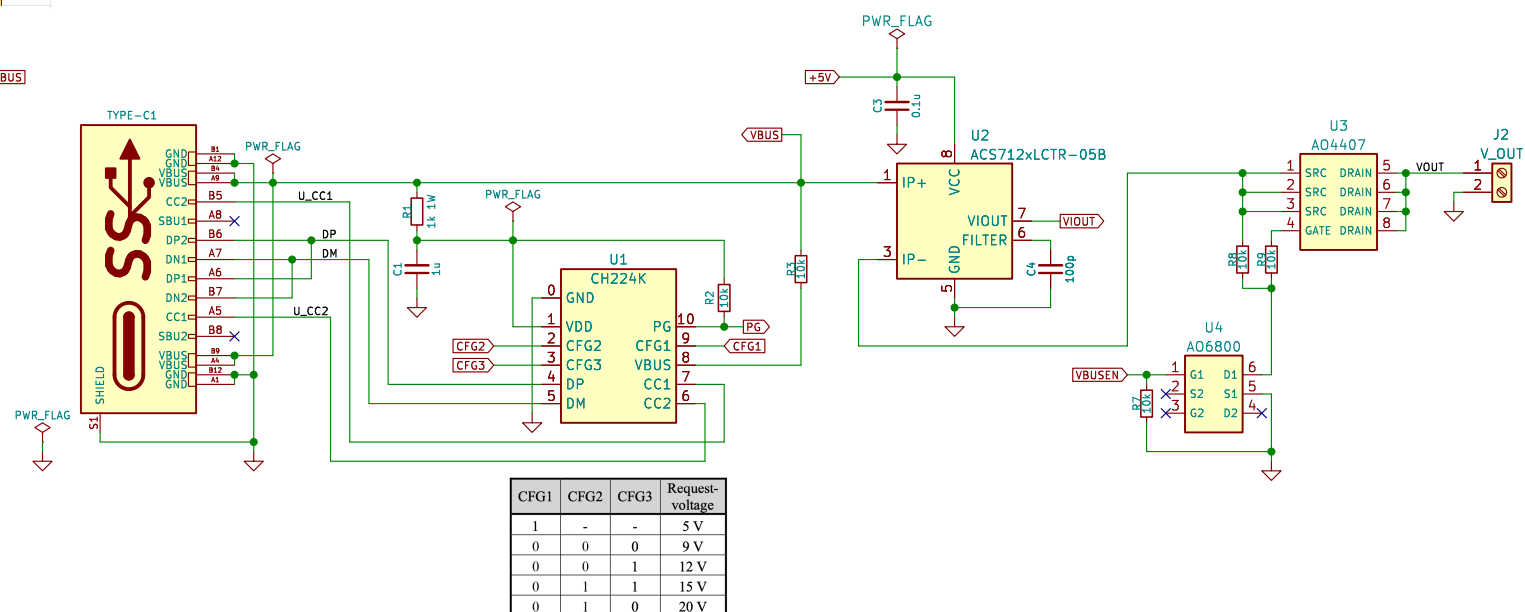 BUS
TYPE-C1
GND B1
GND A12
VBUS B4
VBUS A9
CC2 B5
SBU1 A8
DP2 B6
DN1 A7
DP1 A6
DN2 B7
CC1 A5
SBU2 B8
VBUS B9
VBUS A4
GND B12
GND A1
SHIELD
S1
SS
PWR_FLAG
PWR_FLAG
U_CC1
DP
DM
U_CC2
R1
1k 1W
C1
1u
PWR_FLAG
U1
CH224K
0 GND
1 VDD
2 CFG2
3 CFG3
4 DP
5 DM
PG 10
CFG1 9
VBUS 8
CC1 7
CC2 6
CFG2
CFG3
R2
10k
PG
CFG1
R3
10k
VBUS
PWR_FLAG
+5V
C3
0.1u
U2
ACS712xLCTR-05B
1 IP+
3 IP-
8 VCC
VIOUT 7
FILTER 6
GND 5
VIOUT
C4
100p
U3
AO4407
1 SRC DRAIN 5
2 SRC DRAIN 6
3 SRC DRAIN 7
4 GATE DRAIN 8
VOUT
J2
V_OUT
1
2
R8
10k
R9
10k
U4
AO6800
1 G1 D1 6
2 S2 S1 5
3 G2 D2 4
VBUSEN
R7
10k
CFG1 CFG2 CFG3 Request-
voltage
1 - - 5 V
0 0 0 9 V
0 0 1 12 V
0 1 1 15 V
0 1 0 20 V